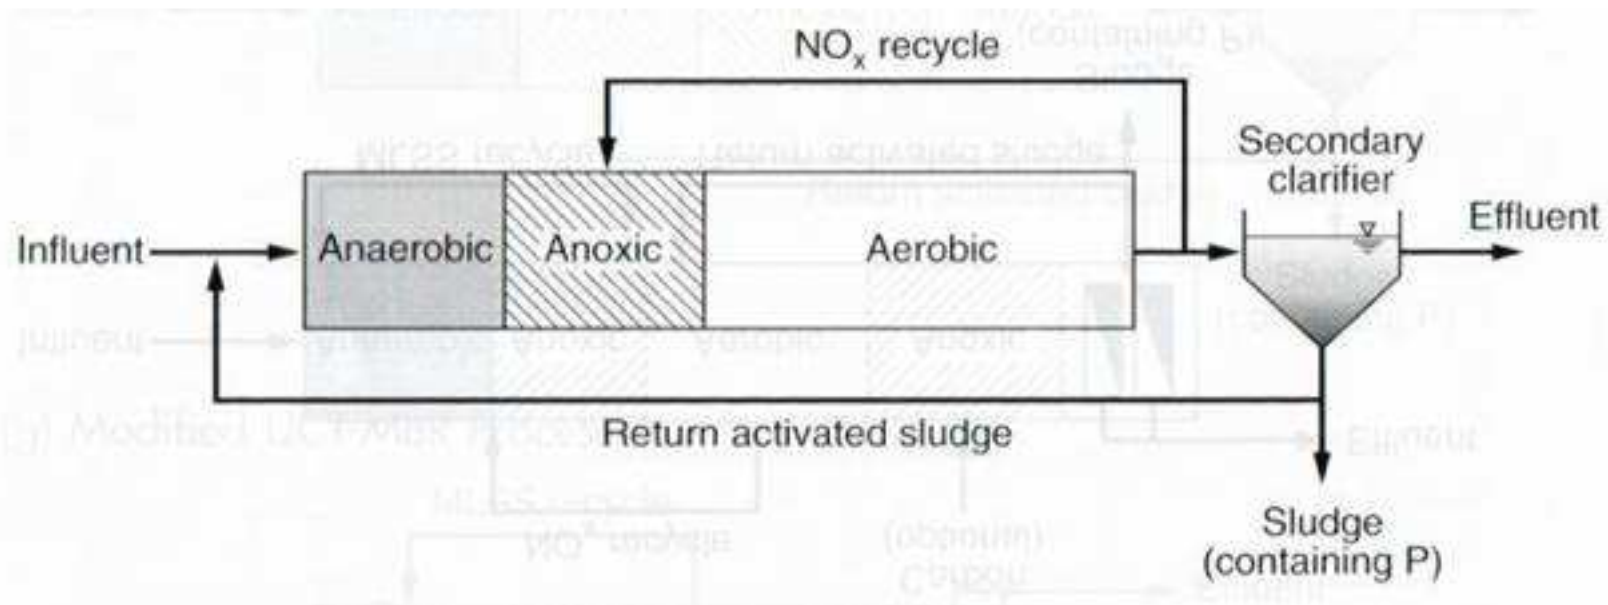 NOx recycle
Secondary
clarifier
Influent
Anaerobic
Anoxic
Aerobic
Effluent
Return activated sludge
Sludge
(containing P)